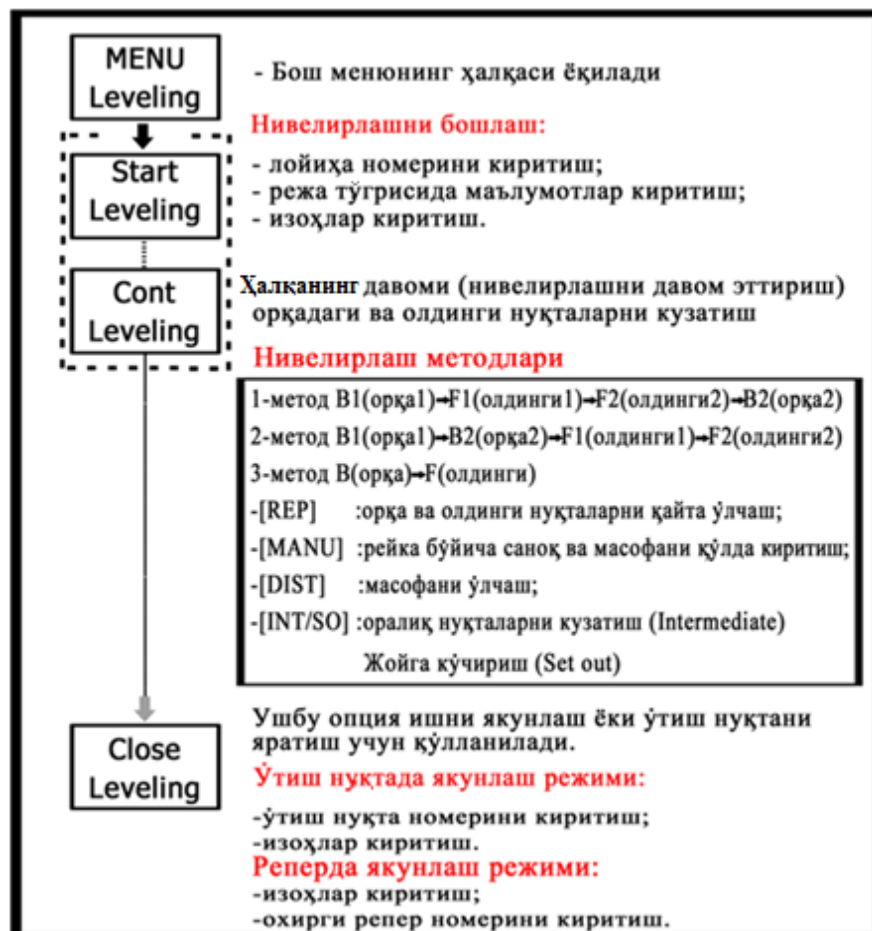 MENU
Leveling
- Бош менюнинг ҳалқаси ёқилади
Нивелирлашни бошлаш:
Start
Leveling
- лойиҳа номерини киритиш;
- режа тўгрисида маълумотлар киритиш;
- изоҳлар киритиш.
Cont
Leveling
Ҳалқанинг давоми (нивелирлашни давом эттириш)
орқадаги ва олдинги нуқталарни кузатиш
Нивелирлаш методлари
1-метод B1(орқа1)→F1(олдинги1)→F2(олдинги2)→B2(орқа2)
2-метод B1(орқа1)→B2(орқа2)→F1(олдинги1)→F2(олдинги2)
3-метод B(орқа)→F(олдинги)
-[REP] :орқа ва олдинги нуқталарни қайта ўлчаш;
-[MANU] :рейка бўйича саноқ ва масофани қўлда киритиш;
-[DIST] :масофани ўлчаш;
-[INT/SO] :оралиқ нуқталарни кузатиш (Intermediate)
Жойга кўчириш (Set out)
Close
Leveling
Ушбу опция ишни якунлаш ёки ўтиш нуқтани
яратиш учун қўлланилади.
Ўтиш нуқтада якунлаш режими:
-ўтиш нуқта номерини киритиш;
-изоҳлар киритиш.
Реперда якунлаш режими:
-изоҳлар киритиш;
-охирги репер номерини киритиш.